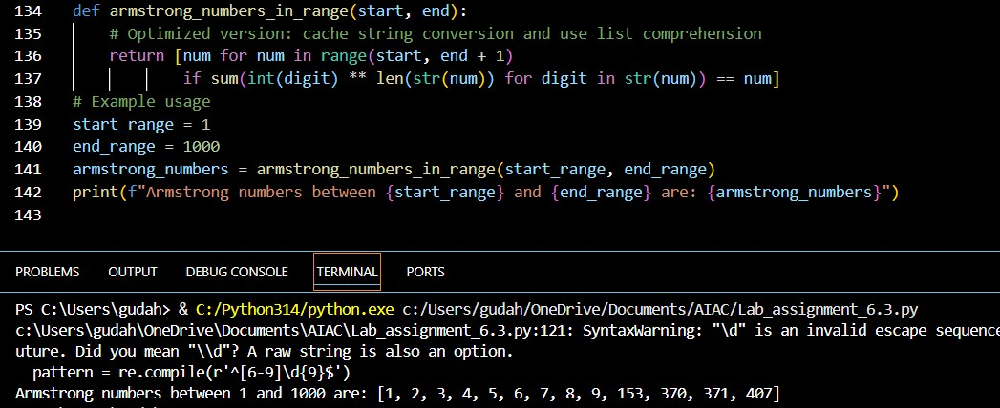 134 def armstrong_numbers_in_range(start, end):
135 # Optimized version: cache string conversion and use list comprehension
136 return [num for num in range(start, end + 1)
137 if sum(int(digit) ** len(str(num)) for digit in str(num)) == num]
138 # Example usage
139 start_range = 1
140 end_range = 1000
141 armstrong_numbers = armstrong_numbers_in_range(start_range, end_range)
142 print(f"Armstrong numbers between {start_range} and {end_range} are: {armstrong_numbers}")
143
PROBLEMS OUTPUT DEBUG CONSOLE TERMINAL PORTS
PS C:\Users\gudah> & C:/Python314/python.exe c:/Users/gudah/OneDrive/Documents/AIAC/Lab_assignment_6.3.py
c:\Users\gudah\OneDrive\Documents\AIAC\Lab_assignment_6.3.py:121: SyntaxWarning: "\d" is an invalid escape sequence
uture. Did you mean "\\d"? A raw string is also an option.
pattern = re.compile(r'^[6-9]\d{9}$')
Armstrong numbers between 1 and 1000 are: [1, 2, 3, 4, 5, 6, 7, 8, 9, 153, 370, 371, 407]